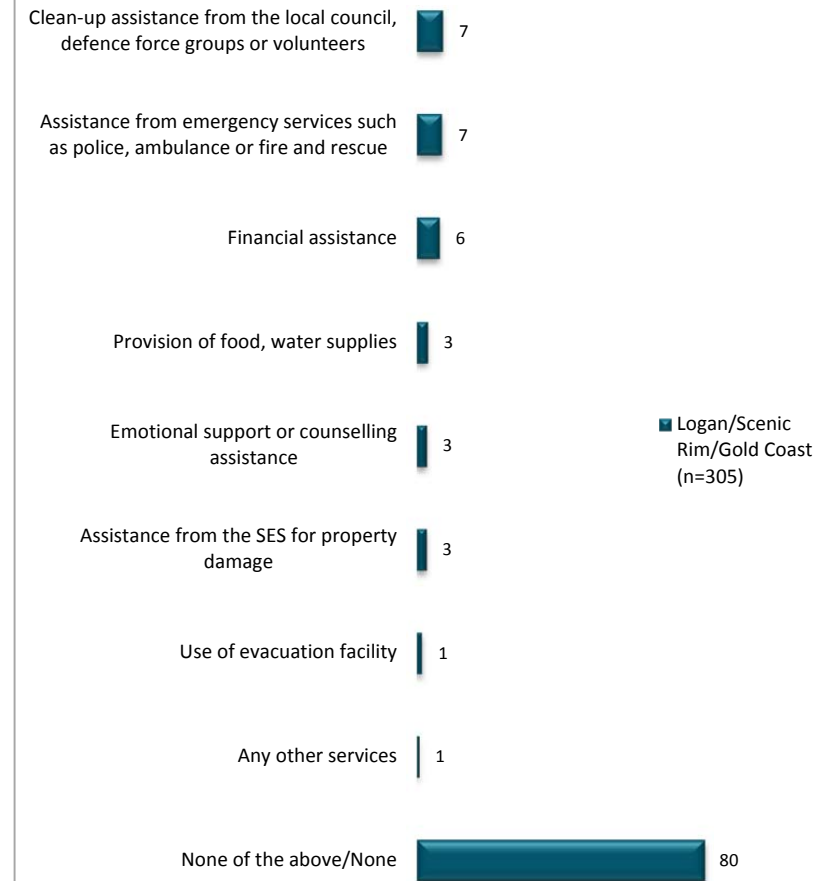 Clean-up assistance from the local council,
defence force groups or volunteers
7
Assistance from emergency services such
as police, ambulance or fire and rescue
7
Financial assistance
6
Provision of food, water supplies
3
Emotional support or counselling
assistance
3
Assistance from the SES for property
damage
3
Use of evacuation facility
1
Any other services
1
None of the above/None
80
Logan/Scenic
Rim/Gold Coast
(n=305)